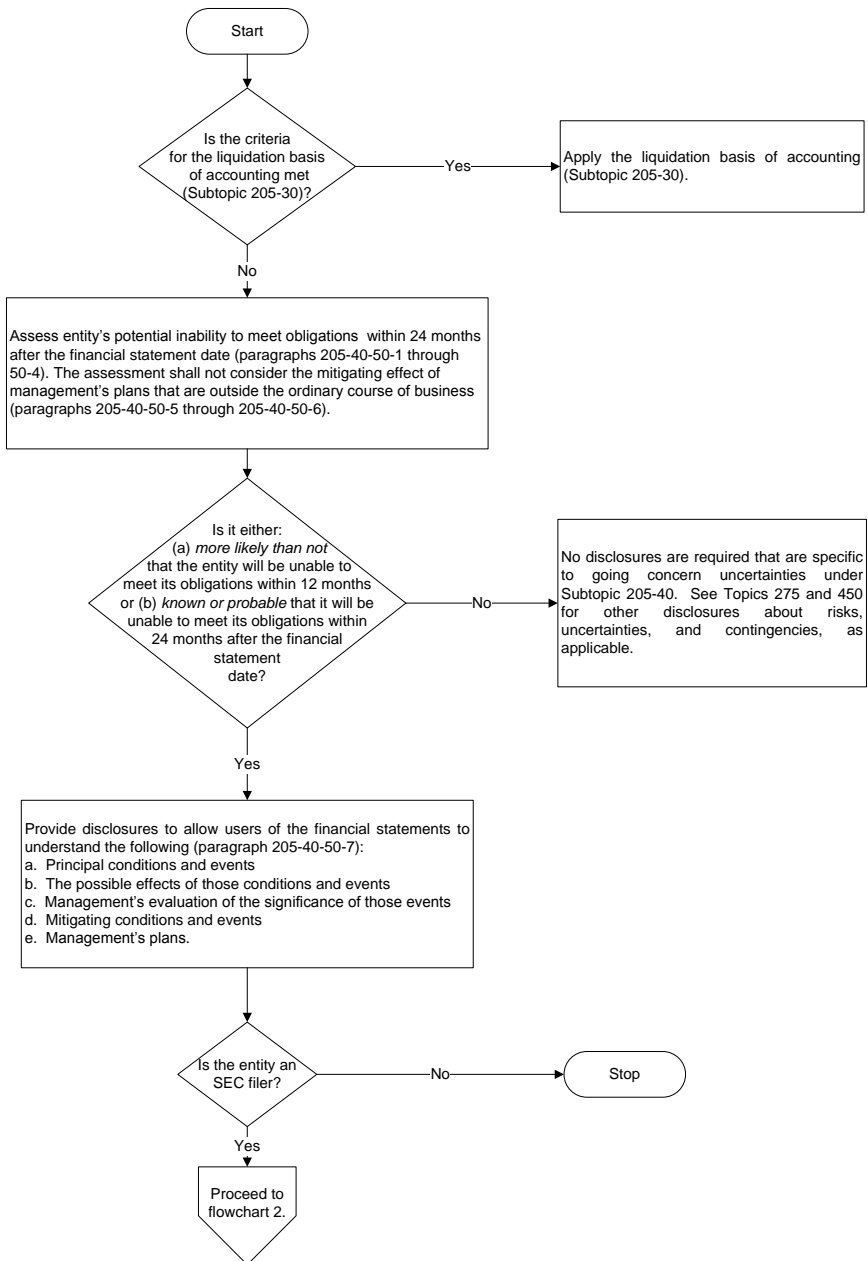 Start
Is the criteria
for the liquidation basis
of accounting met
(Subtopic 205-30)?
Yes
Apply the liquidation basis of accounting
(Subtopic 205-30).
No
Assess entity's potential inability to meet obligations within 24 months
after the financial statement date (paragraphs 205-40-50-1 through
50-4). The assessment shall not consider the mitigating effect of
management's plans that are outside the ordinary course of business
(paragraphs 205-40-50-5 through 205-40-50-6).
Is it either:
(a) more likely than not
that the entity will be unable to
meet its obligations within 12 months
or (b) known or probable that it will be
unable to meet its obligations within
24 months after the financial
statement
date?
No
No disclosures are required that are specific
to going concern uncertainties under
Subtopic 205-40. See Topics 275 and 450
for other disclosures about risks,
uncertainties, and contingencies, as
applicable.
Yes
Provide disclosures to allow users of the financial statements to
understand the following (paragraph 205-40-50-7):
a. Principal conditions and events
b. The possible effects of those conditions and events
c. Management's evaluation of the significance of those events
d. Mitigating conditions and events
e. Management's plans.
Is the entity an
SEC filer?
No
Stop
Yes
Proceed to
flowchart 2.